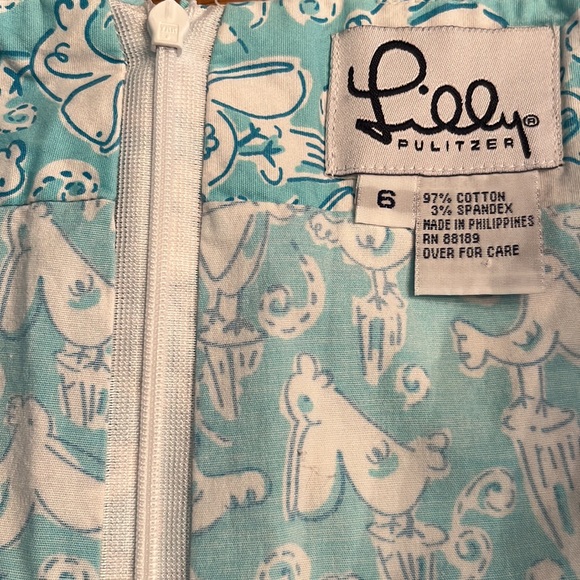 Lilly®
PULITZER
6
97% COTTON
3% SPANDEX
MADE IN PHILIPPINES
RN 88189
OVER FOR CARE